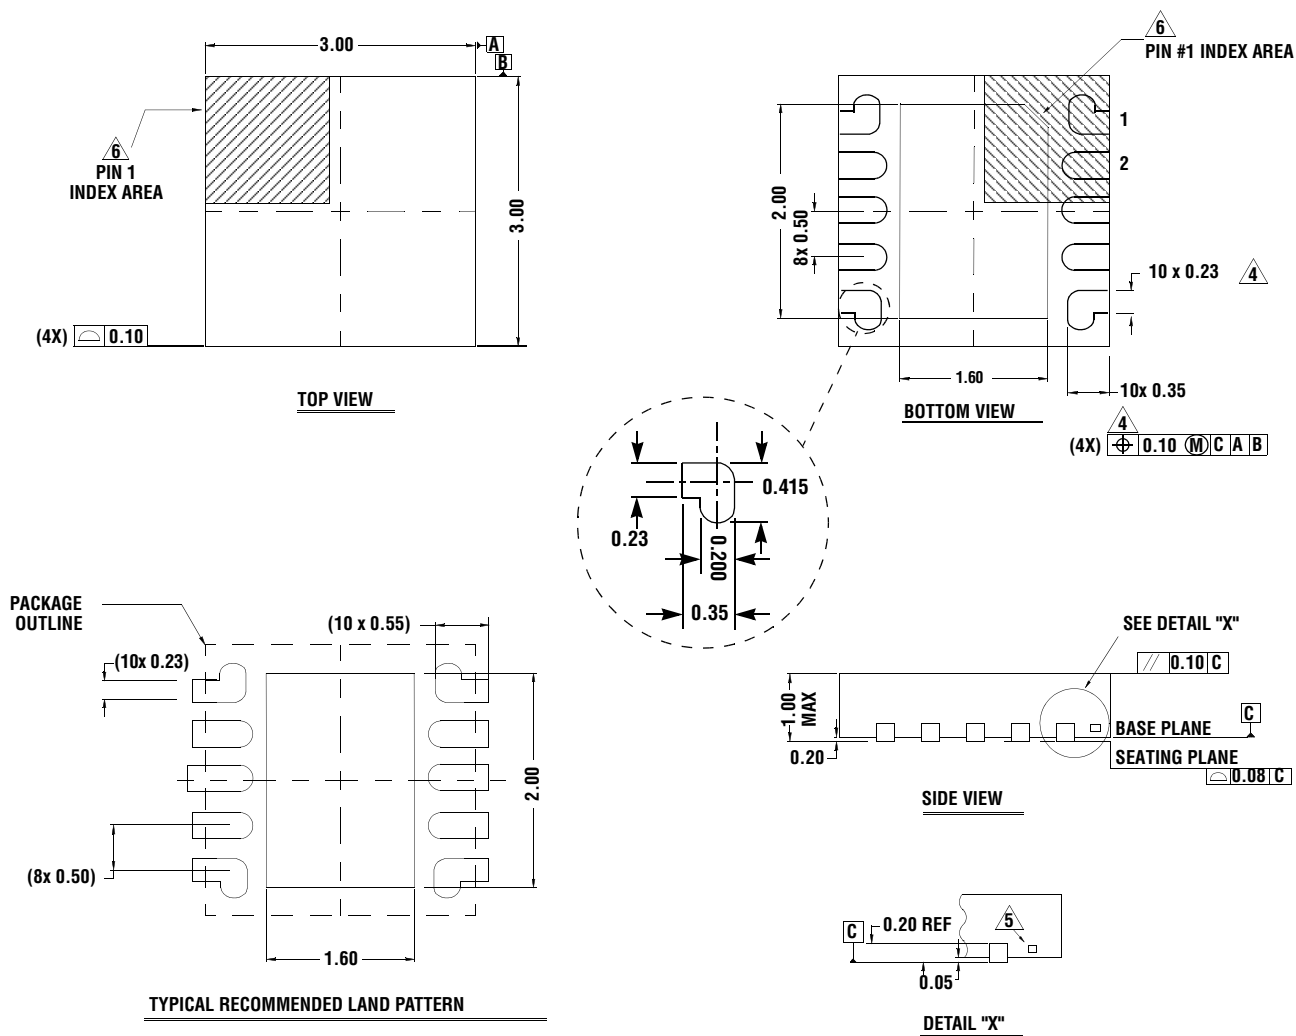 3.00
A
B
6
PIN 1
INDEX AREA
3.00
(4X) 0.10
TOP VIEW
6
PIN #1 INDEX AREA
1
2
2.00
8x 0.50
10 x 0.23 4
1.60
10x 0.35
BOTTOM VIEW
4
(4X) 0.10 M C A B
0.415
0.23
0.200
0.35
PACKAGE
OUTLINE
(10 x 0.55)
(10x 0.23)
2.00
(8x 0.50)
1.60
TYPICAL RECOMMENDED LAND PATTERN
SEE DETAIL "X"
// 0.10 C
1.00
MAX
C
BASE PLANE
0.20
SEATING PLANE
0.08 C
SIDE VIEW
C
0.20 REF
5
0.05
DETAIL "X"